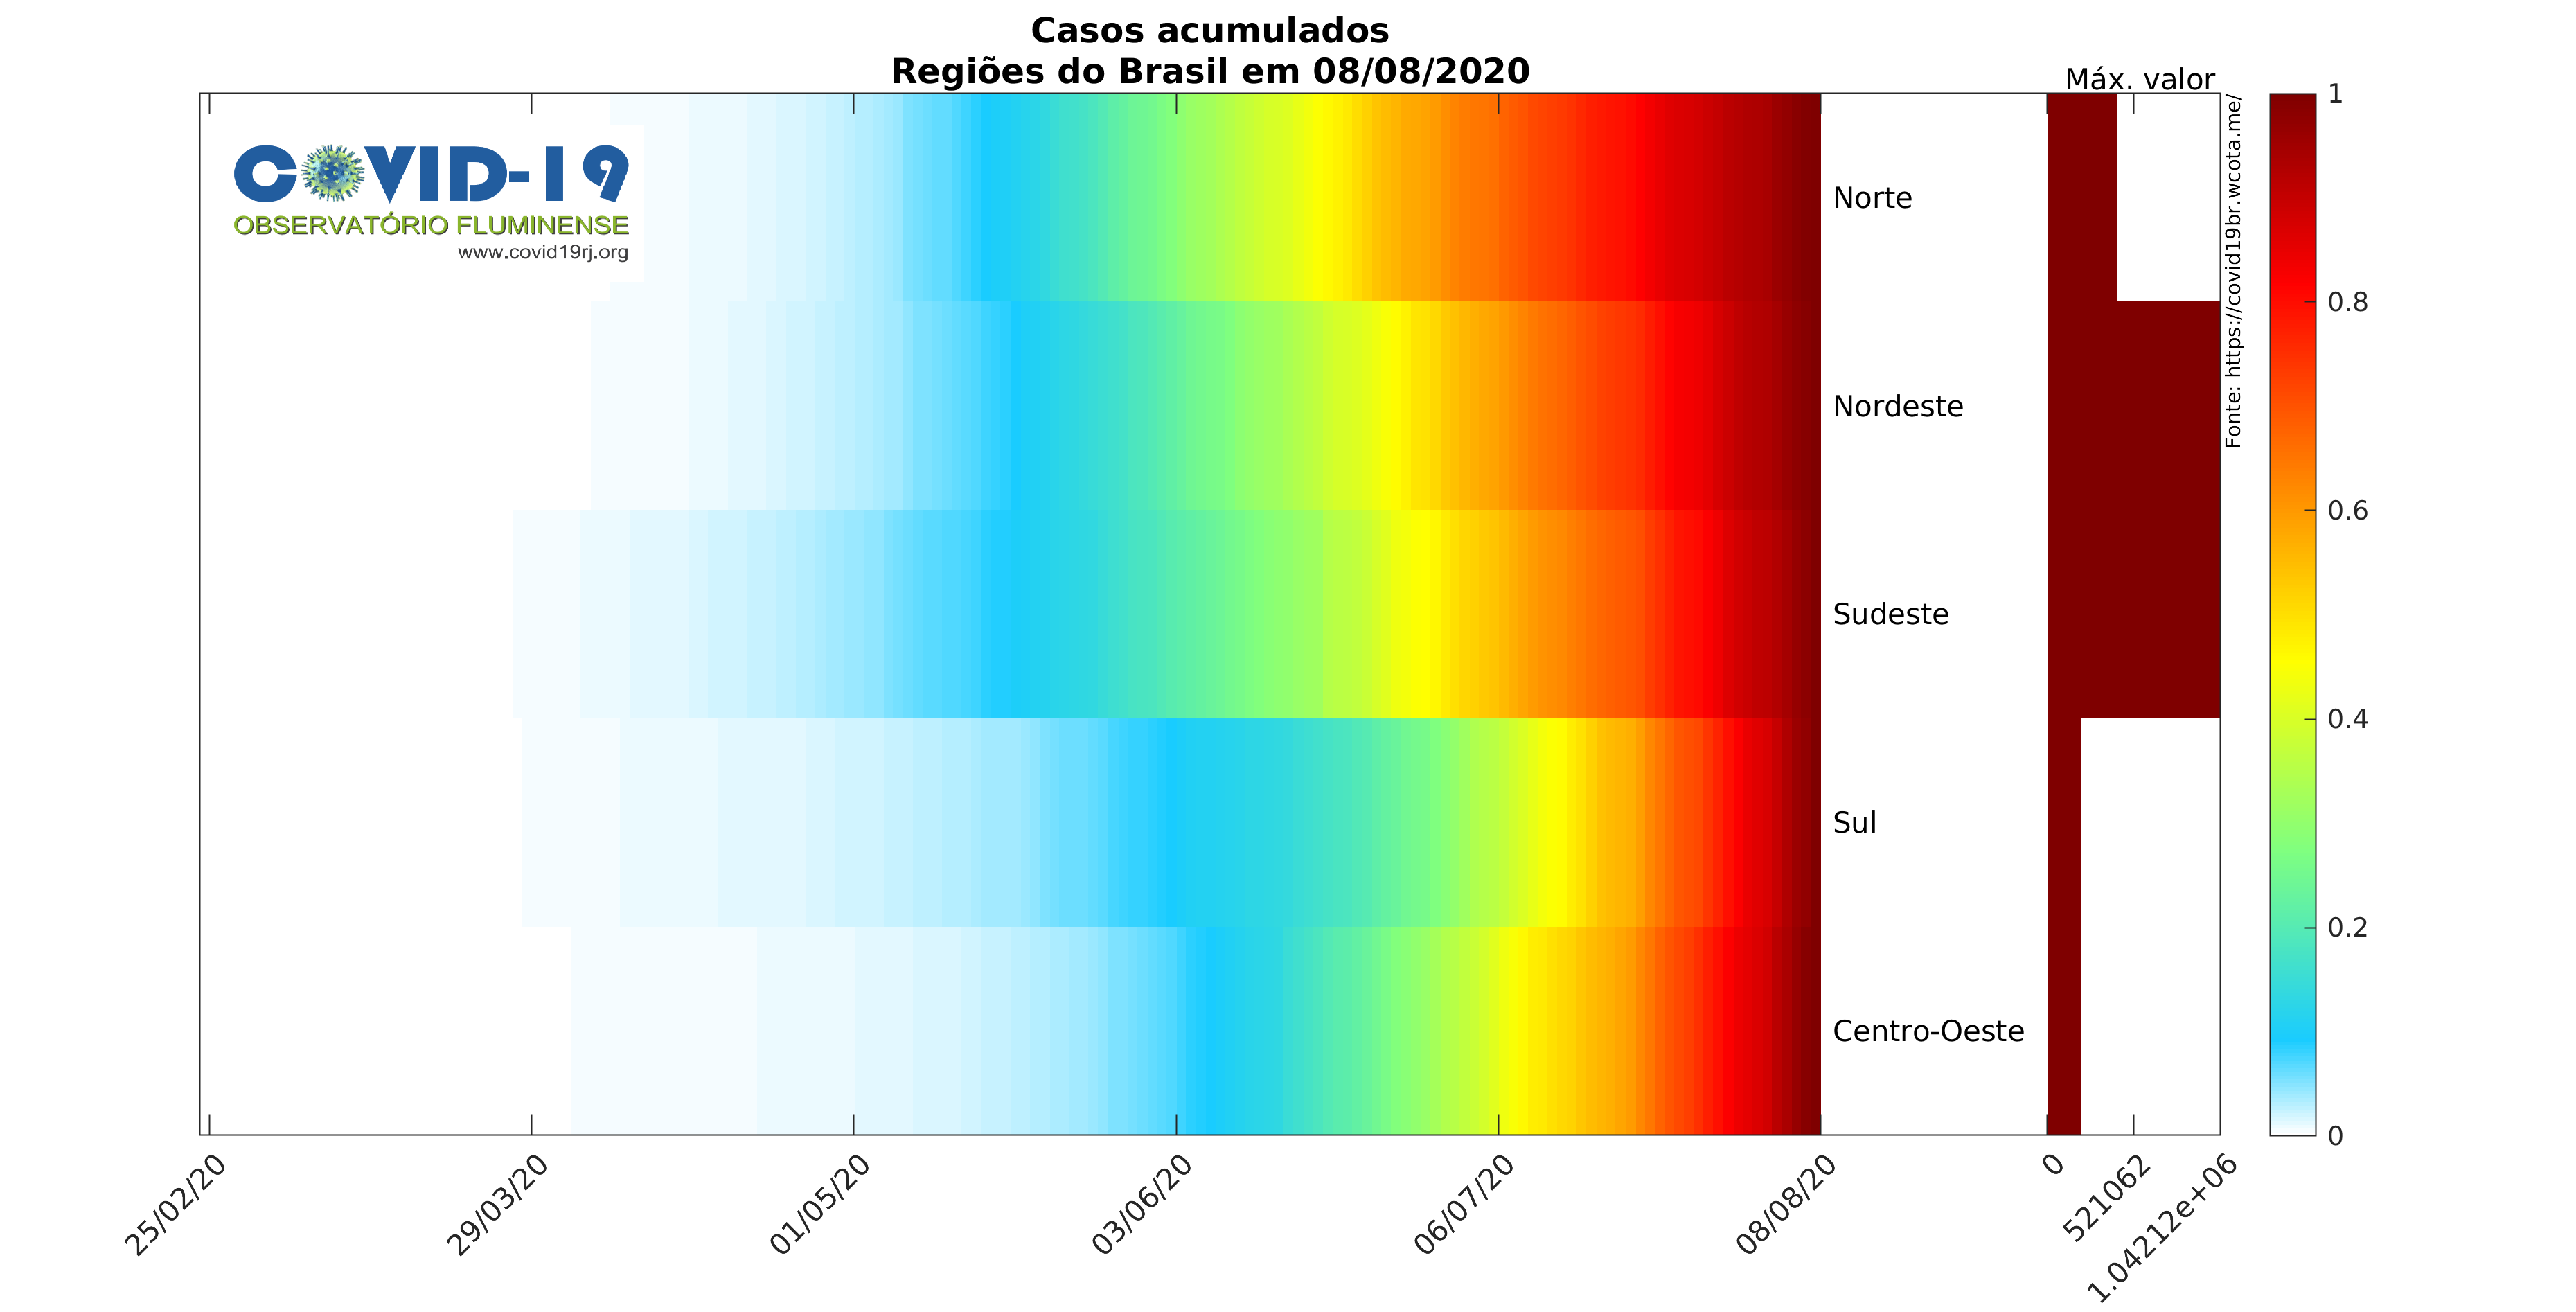 Casos acumulados
Regiões do Brasil em 08/08/2020
Máx. valor
COVID-19
OBSERVATÓRIO FLUMINENSE
www.covid19rj.org
Norte
Nordeste
Sudeste
Sul
Centro-Oeste
Fonte: https://covid19br.wcota.me/
1
0.8
0.6
0.4
0.2
0
25/02/20
29/03/20
01/05/20
03/06/20
06/07/20
08/08/20
0
521062
1.04212e+06